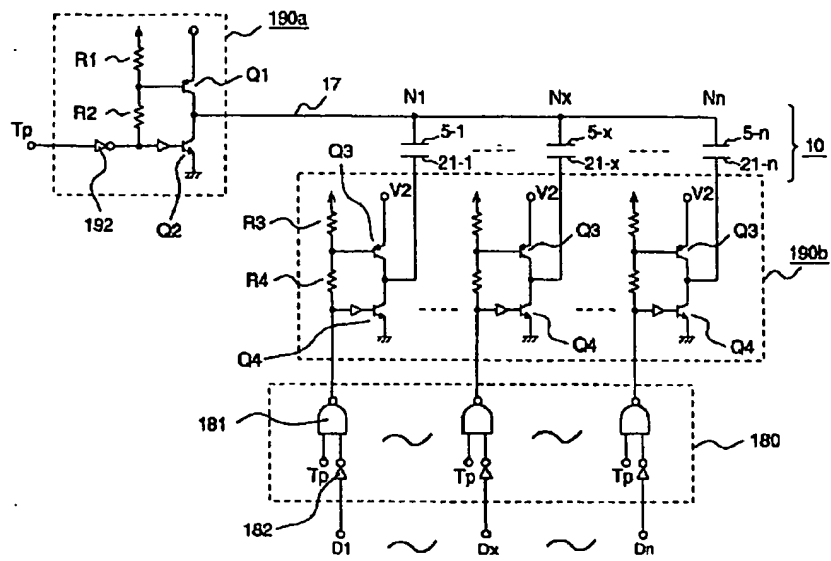 190a
R1
Q1
R2
17
N1
Nx
Nn
Tp
5-1
5-x
5-n
10
21-1
21-x
21-n
192
Q2
Q3
V2
V2
V2
R3
Q3
Q3
R4
190b
Q4
Q4
Q4
181
180
Tp
Tp
Tp
182
D1
Dx
Dn